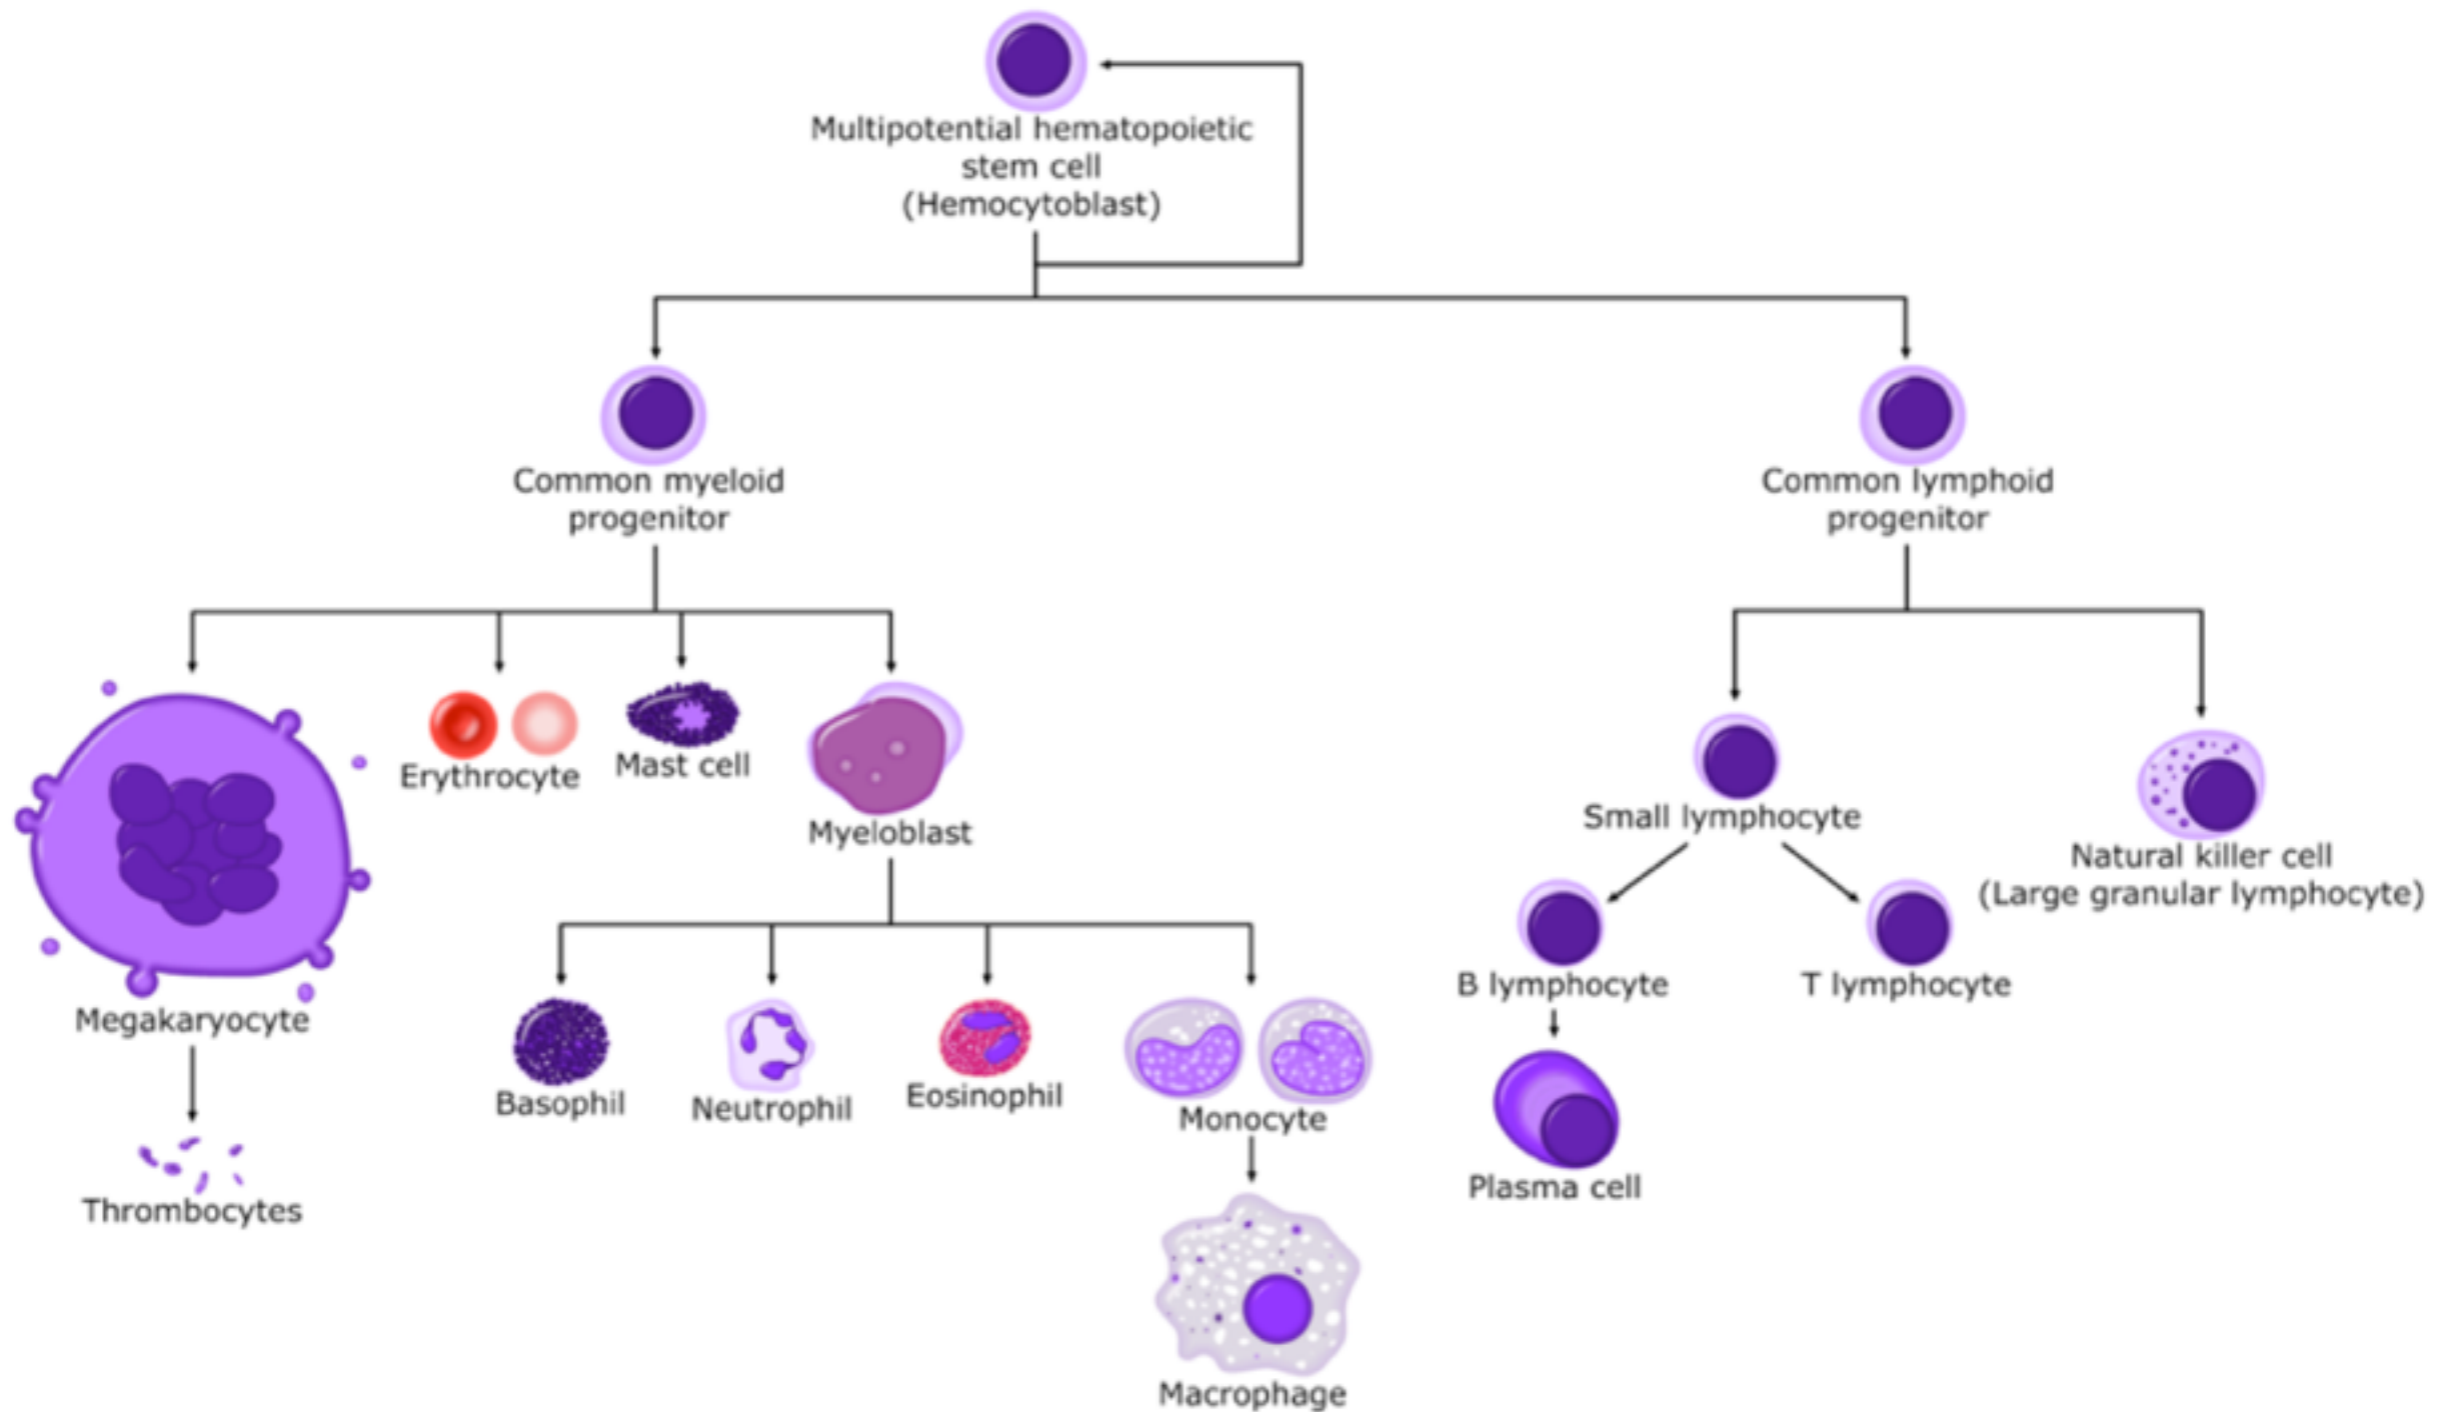 Multipotential hematopoietic
stem cell
(Hemocytoblast)
Common myeloid
progenitor
Common lymphoid
progenitor
Megakaryocyte
Erythrocyte
Mast cell
Myeloblast
Small lymphocyte
Natural killer cell
(Large granular lymphocyte)
B lymphocyte
T lymphocyte
Thrombocytes
Basophil
Neutrophil
Eosinophil
Monocyte
Plasma cell
Macrophage